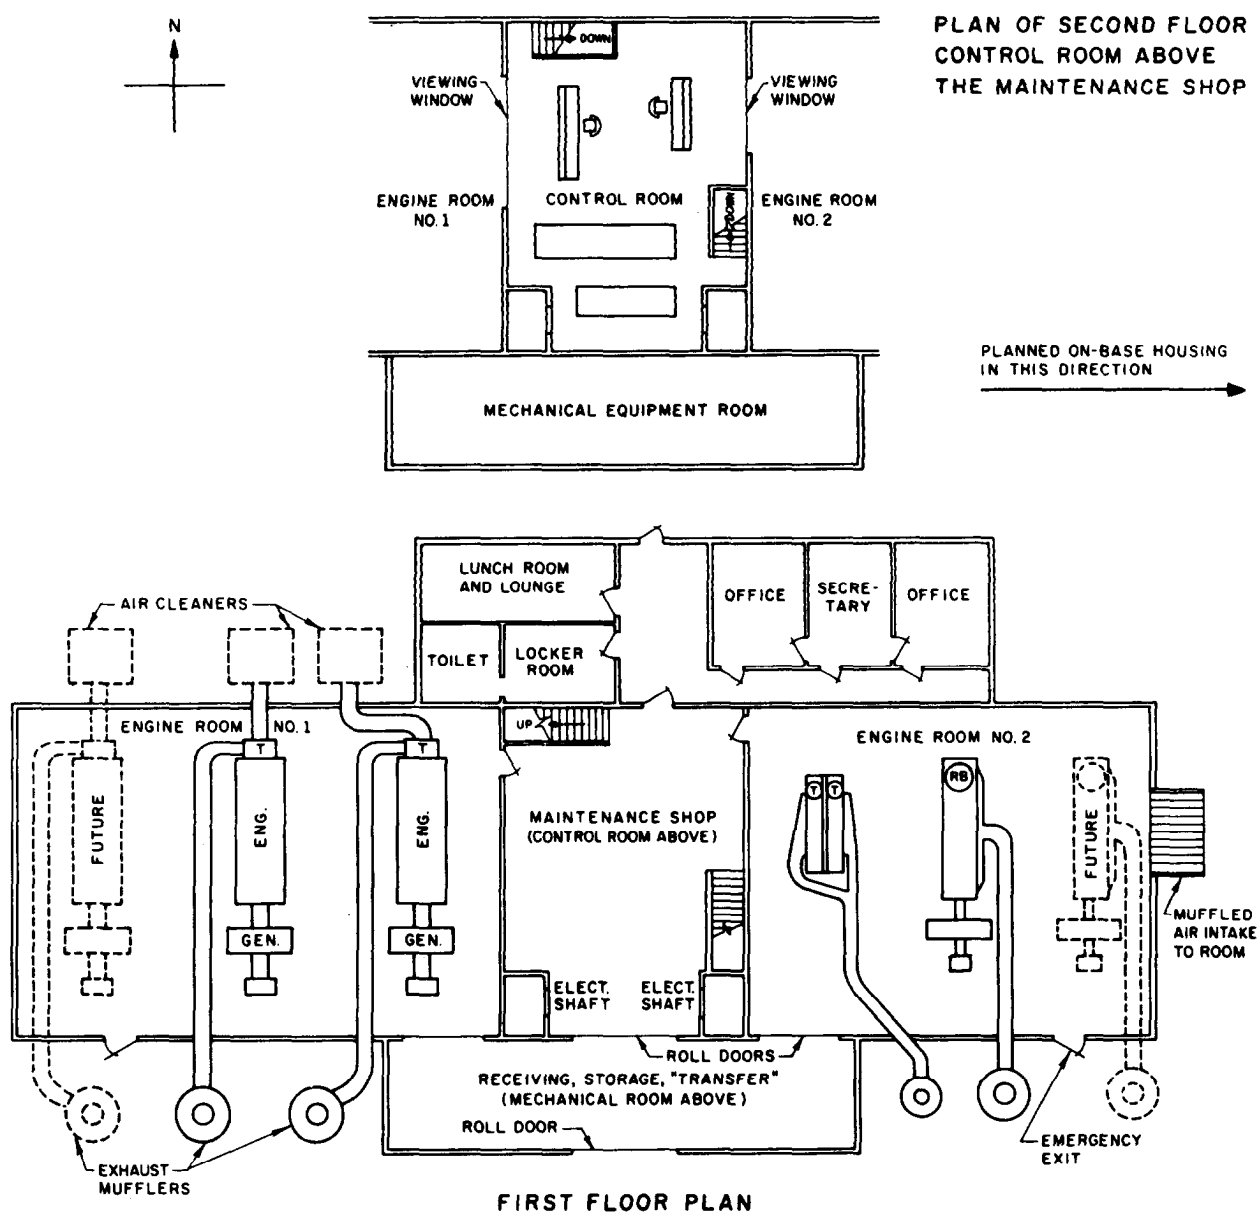 PLAN OF SECOND FLOOR
CONTROL ROOM ABOVE
THE MAINTENANCE SHOP
N
DOWN
VIEWING
WINDOW
VIEWING
WINDOW
ENGINE ROOM
NO. 1
CONTROL ROOM
DOWN
ENGINE ROOM
NO. 2
PLANNED ON-BASE HOUSING
IN THIS DIRECTION
MECHANICAL EQUIPMENT ROOM
LUNCH ROOM
AND LOUNGE
AIR CLEANERS
OFFICE
SECRE-
TARY
OFFICE
TOILET
LOCKER
ROOM
ENGINE ROOM NO. 1
UP
ENGINE ROOM NO. 2
T
T
T
T
RB
FUTURE
ENG.
ENG.
MAINTENANCE SHOP
(CONTROL ROOM ABOVE)
FUTURE
GEN.
GEN.
MUFFLED
AIR INTAKE
TO ROOM
ELECT.
SHAFT
ELECT.
SHAFT
ROLL DOORS
RECEIVING, STORAGE, "TRANSFER"
(MECHANICAL ROOM ABOVE)
ROLL DOOR
EMERGENCY
EXIT
EXHAUST
MUFFLERS
FIRST FLOOR PLAN